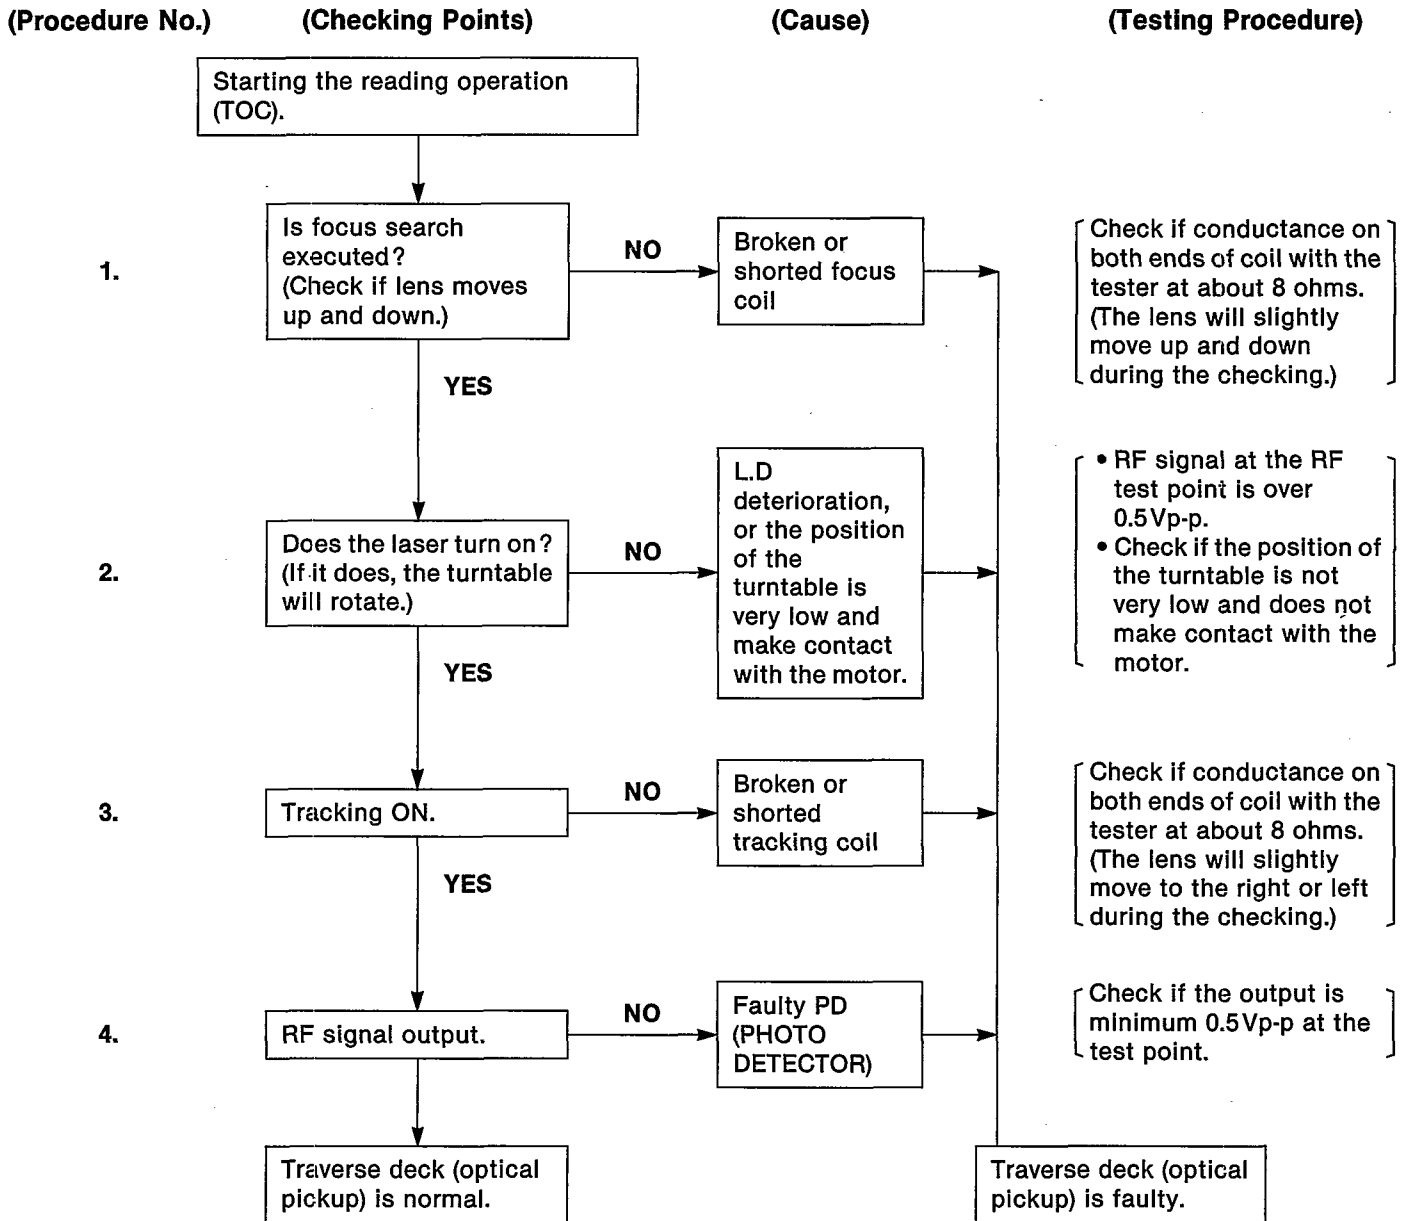 (Procedure No.) (Checking Points) (Cause) (Testing Procedure)
Starting the reading operation
(TOC).
1.
Is focus search
executed?
(Check if lens moves
up and down.)
NO
Broken or
shorted focus
coil
Check if conductance on
both ends of coil with the
tester at about 8 ohms.
(The lens will slightly
move up and down
during the checking.)
YES
2.
Does the laser turn on?
(If it does, the turntable
will rotate.)
NO
L.D
deterioration,
or the position
of the
turntable is
very low and
make contact
with the motor.
• RF signal at the RF
test point is over
0.5Vp-p.
• Check if the position of
the turntable is not
very low and does not
make contact with the
motor.
YES
3.
Tracking ON.
NO
Broken or
shorted
tracking coil
Check if conductance on
both ends of coil with the
tester at about 8 ohms.
(The lens will slightly
move to the right or left
during the checking.)
YES
4.
RF signal output.
NO
Faulty PD
(PHOTO
DETECTOR)
Check if the output is
minimum 0.5Vp-p at the
test point.
Traverse deck (optical
pickup) is normal.
Traverse deck (optical
pickup) is faulty.